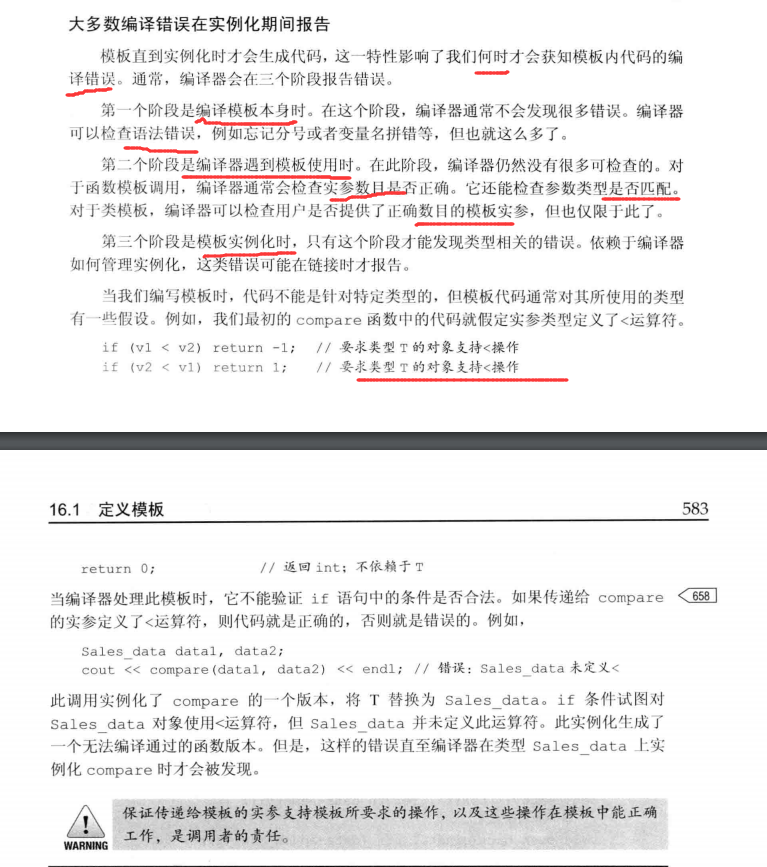 大多数编译错误在实例化期间报告
模板直到实例化时才会生成代码，这一特性影响了我们何时才会获知模板内代码的编
译错误。通常，编译器会在三个阶段报告错误。
第一个阶段是编译模板本身时。在这个阶段，编译器通常不会发现很多错误。编译器
可以检查语法错误，例如忘记分号或者变量名拼错等，但也就这么多了。
第二个阶段是编译器遇到模板使用时。在此阶段，编译器仍然没有很多可检查的。对
于函数模板调用，编译器通常会检查实参数目是否正确。它还能检查参数类型是否匹配。
对于类模板，编译器可以检查用户是否提供了正确数目的模板实参，但也仅限于此了。
第三个阶段是模板实例化时，只有这个阶段才能发现类型相关的错误。依赖于编译器
如何管理实例化，这类错误可能在链接时才报告。
当我们编写模板时，代码不能是针对特定类型的，但模板代码通常对其所使用的类型
有一些假设。例如，我们最初的 compare 函数中的代码就假定实参类型定义了<运算符。
if (v1 < v2) return -1; // 要求类型 T 的对象支持<操作
if (v2 < v1) return 1; // 要求类型 T 的对象支持<操作
16.1 定义模板 583
return 0; // 返回 int；不依赖于 T
当编译器处理此模板时，它不能验证 if 语句中的条件是否合法。如果传递给 compare 658
的实参定义了<运算符，则代码就是正确的，否则就是错误的。例如，
Sales_data data1, data2;
cout << compare(data1, data2) << endl; // 错误：Sales_data 未定义<
此调用实例化了 compare 的一个版本，将 T 替换为 Sales_data。if 条件试图对
Sales_data 对象使用<运算符，但 Sales_data 并未定义此运算符。此实例化生成了
一个无法编译通过的函数版本。但是，这样的错误直至编译器在类型 Sales_data 上实
例化 compare 时才会被发现。
保证传递给模板的实参支持模板所要求的操作，以及这些操作在模板中能正确
工作，是调用者的责任。
WARNING